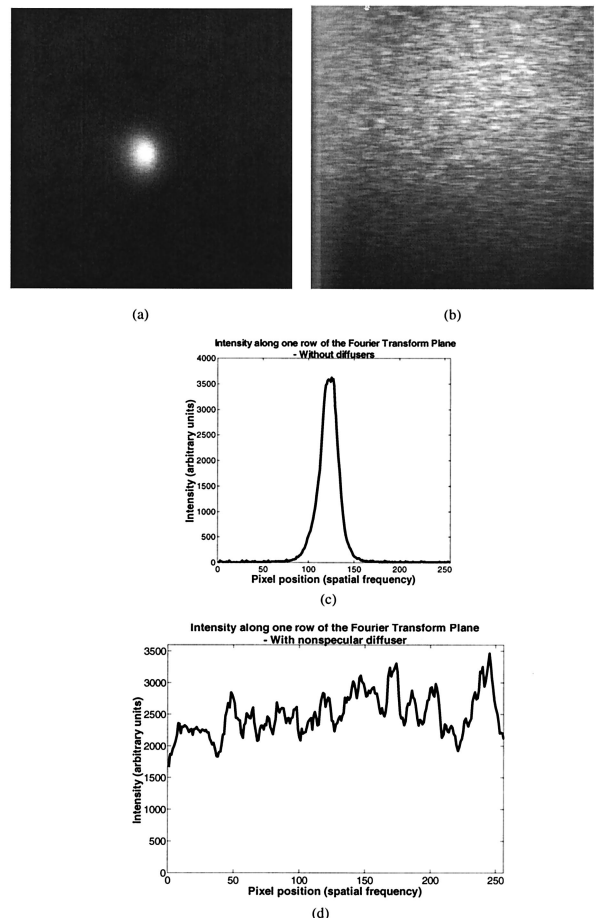 (a)
(b)
Intensity along one row of the Fourier Transform Plane
- Without diffusers
4000
3500
3000
2500
2000
1500
1000
500
0
Intensity (arbitrary units)
0 50 100 150 200 250
Pixel position (spatial frequency)
(c)
Intensity along one row of the Fourier Transform Plane
- With nonspecular diffuser
3500
3000
2500
2000
1500
1000
500
0
Intensity (arbitrary units)
0 50 100 150 200 250
Pixel position (spatial frequency)
(d)